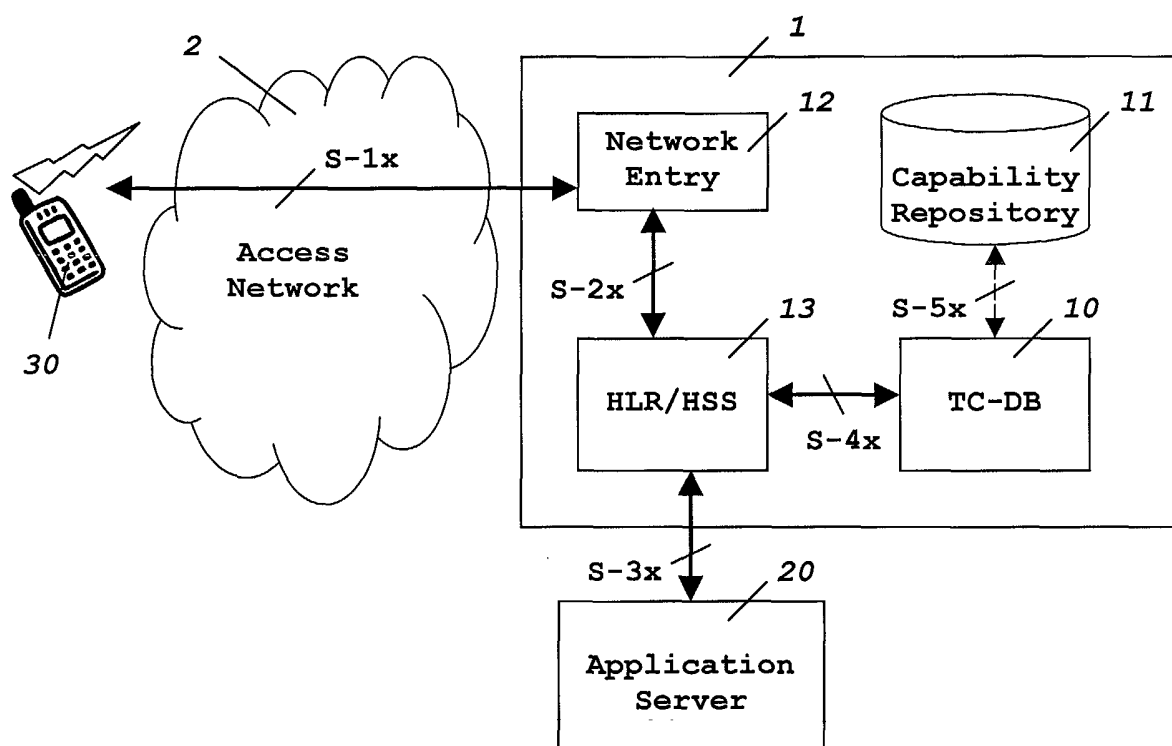 1
2
12
11
Network
Entry
S-1x
Capability
Repository
Access
Network
S-2x
S-5x
13
10
30
HLR/HSS
TC-DB
S-4x
S-3x
20
Application
Server